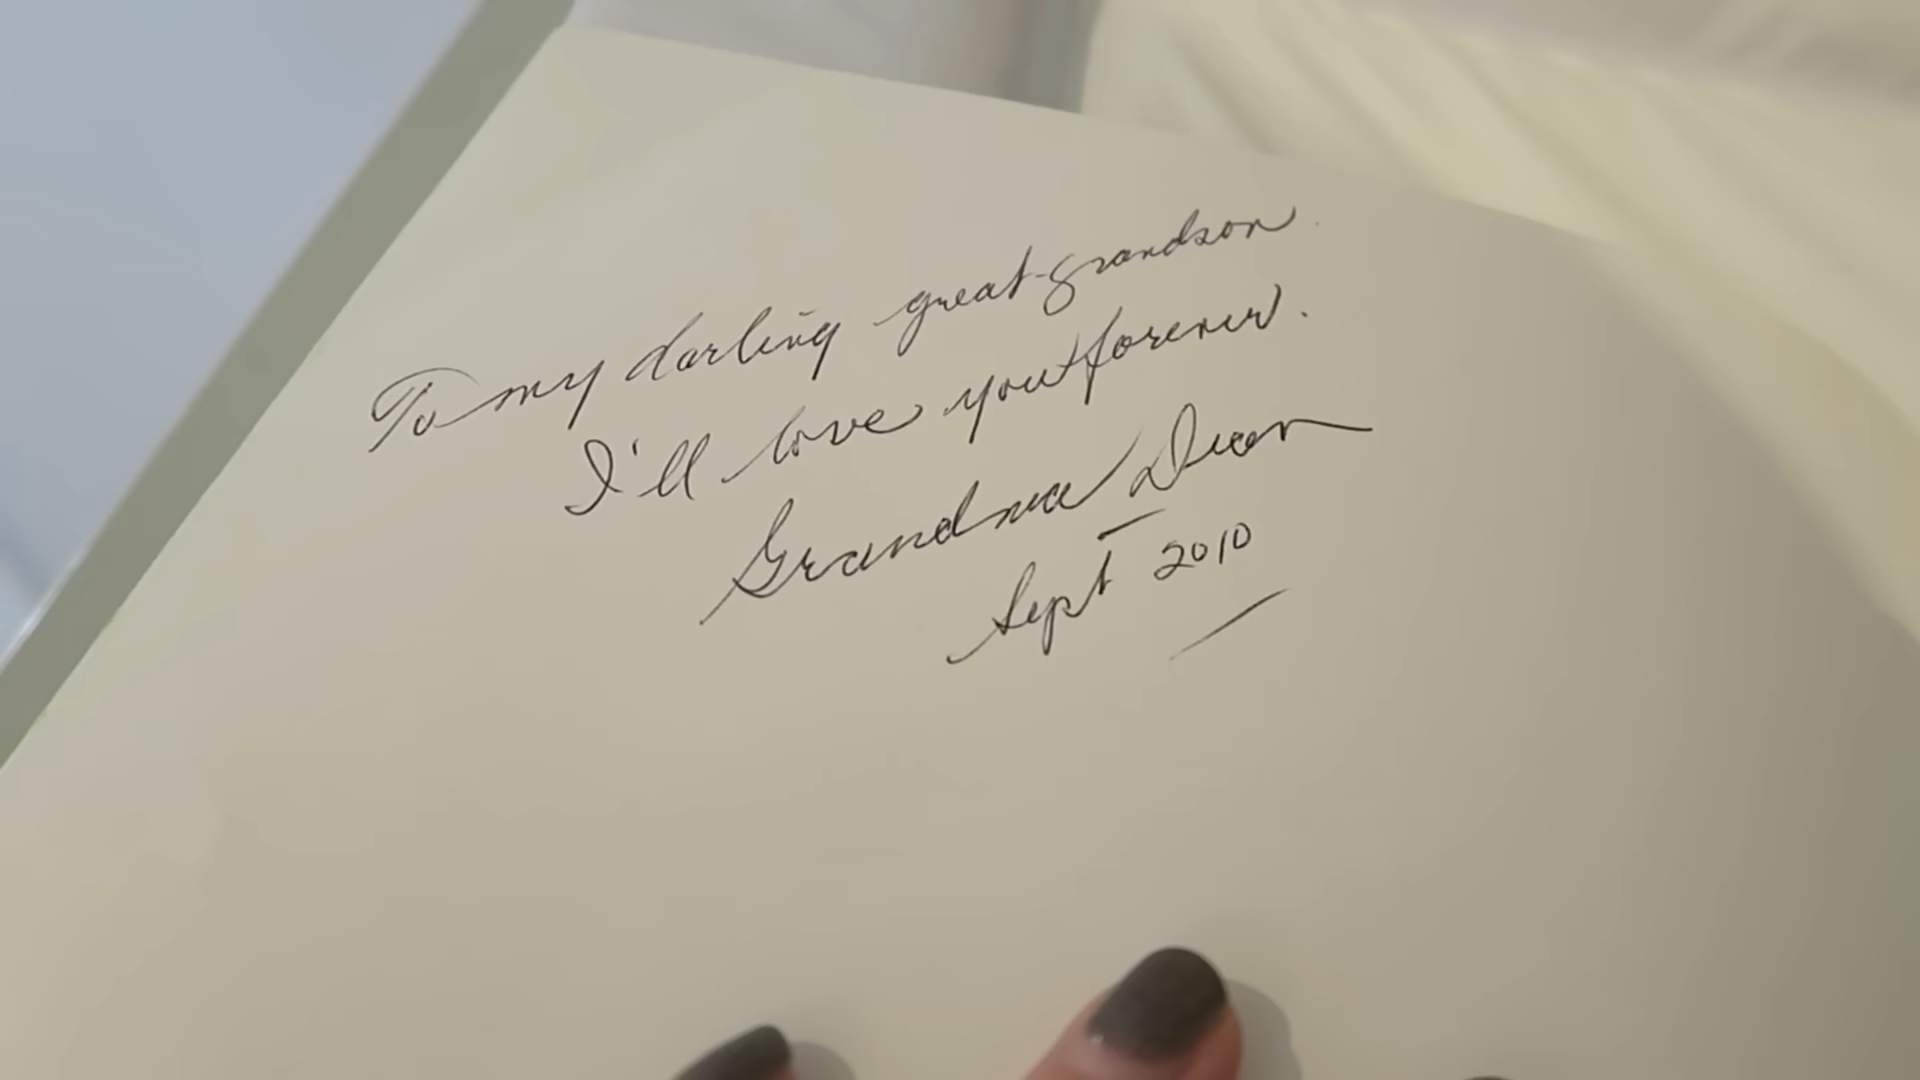 To my darling great-grandson.
I'll love you forever.
Grandma Dean
Sept 2010